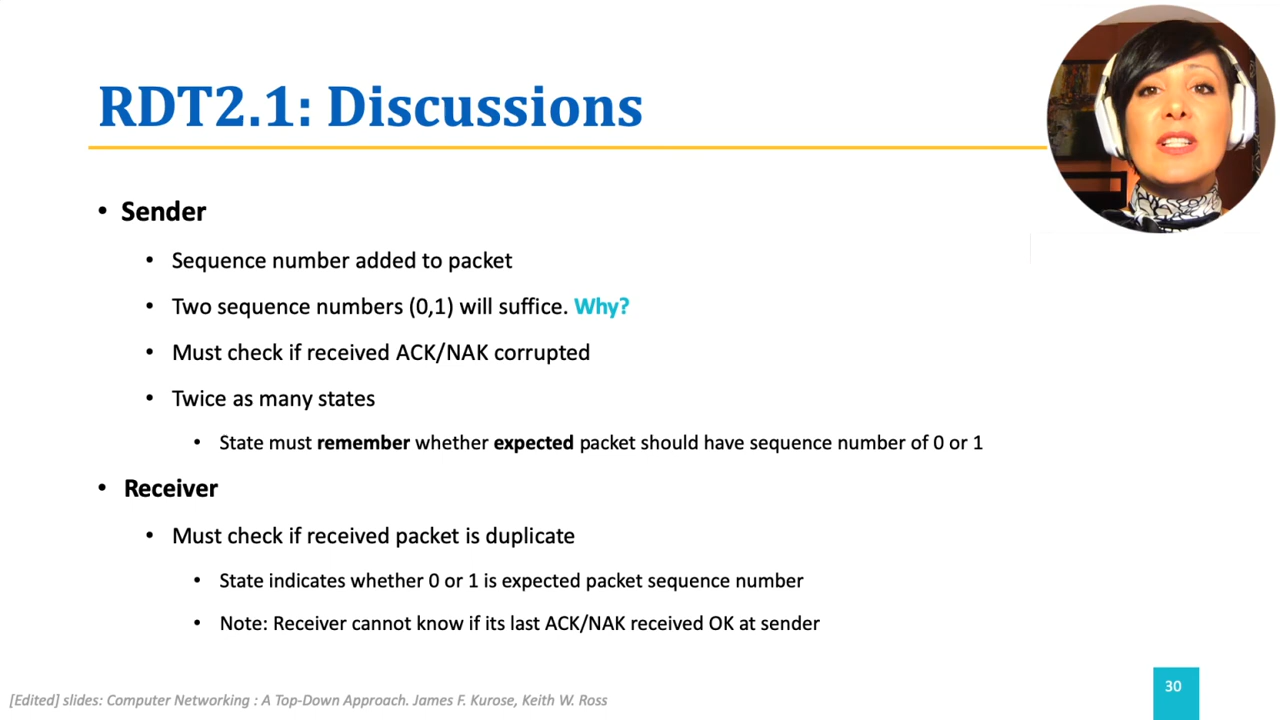 RDT2.1: Discussions
• Sender
• Sequence number added to packet
• Two sequence numbers (0,1) will suffice. Why?
• Must check if received ACK/NAK corrupted
• Twice as many states
• State must remember whether expected packet should have sequence number of 0 or 1
• Receiver
• Must check if received packet is duplicate
• State indicates whether 0 or 1 is expected packet sequence number
• Note: Receiver cannot know if its last ACK/NAK received OK at sender
[Edited] slides: Computer Networking : A Top-Down Approach. James F. Kurose, Keith W. Ross
30